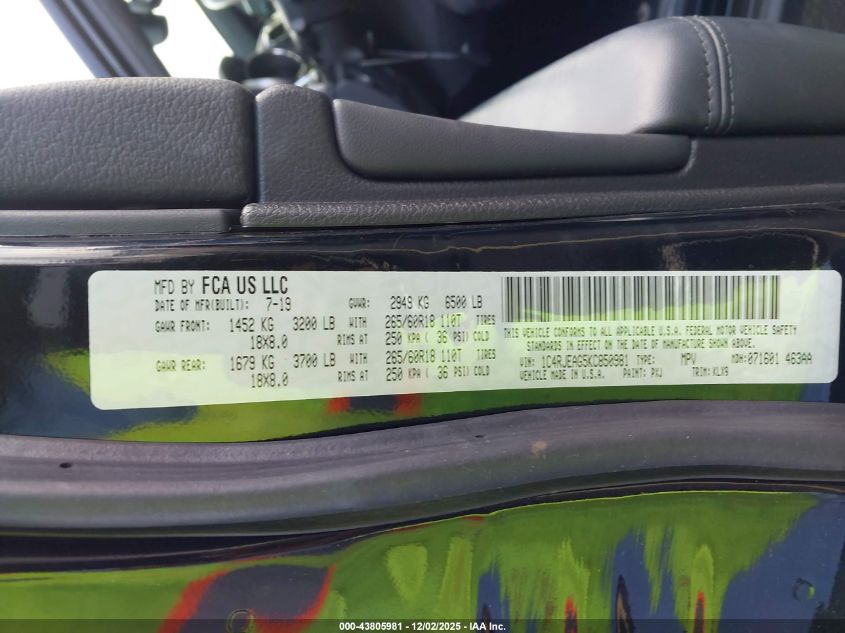 MFD BY FCA US LLC
DATE OF MFR(BUILT): 7-19 GVWR: 2949 KG 6500 LB
GAWR FRONT: 1452 KG 3200 LB WITH 265/60R18 110T TIRES
18X8.0 RIMS AT 250 KPA ( 36 PSI) COLD
GAWR REAR: 1679 KG 3700 LB WITH 265/60R18 110T TIRES
18X8.0 RIMS AT 250 KPA ( 36 PSI) COLD
THIS VEHICLE CONFORMS TO ALL APPLICABLE U.S.A. FEDERAL MOTOR VEHICLE SAFETY
STANDARDS IN EFFECT ON THE DATE OF MANUFACTURE SHOWN ABOVE
VIN: 1C4RJEAG5KC850981 TYPE: MPV MDH: 071601 463AA
VEHICLE MADE IN U.S.A. PAINT: PXJ TRIM: KLX9
000-43805981 - 12/02/2025 - IAA Inc.